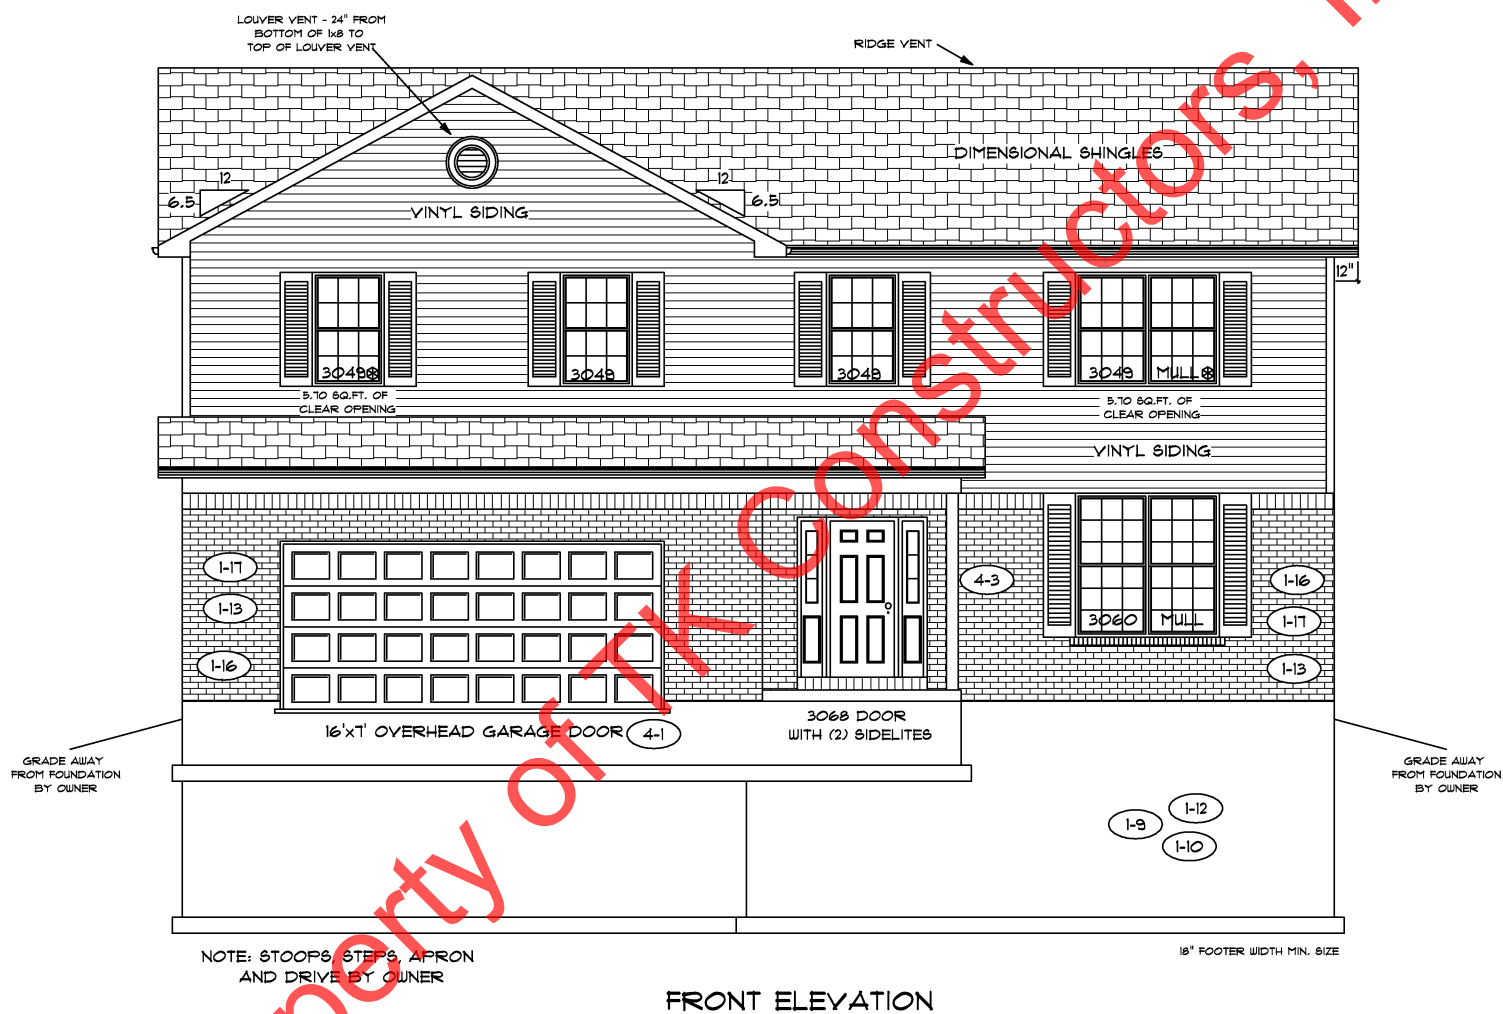 LOUVER VENT - 24" FROM
BOTTOM OF 1x8 TO
TOP OF LOUVER VENT
RIDGE VENT
DIMENSIONAL SHINGLES
12
6.5
12
6.5
VINYL SIDING
12"
3049
3049
3049
3049 MULL
5.70 SQ.FT. OF
CLEAR OPENING
5.70 SQ.FT. OF
CLEAR OPENING
VINYL SIDING
1-17
1-13
1-16
4-3
1-16
1-17
1-13
3060 MULL
16'x7' OVERHEAD GARAGE DOOR
4-1
3068 DOOR
WITH (2) SIDELITES
GRADE AWAY
FROM FOUNDATION
BY OWNER
GRADE AWAY
FROM FOUNDATION
BY OWNER
1-12
1-9
1-10
NOTE: STOOPS, STEPS, APRON
AND DRIVE BY OWNER
18" FOOTER WIDTH MIN. SIZE
FRONT ELEVATION
perty of TK Constructors,